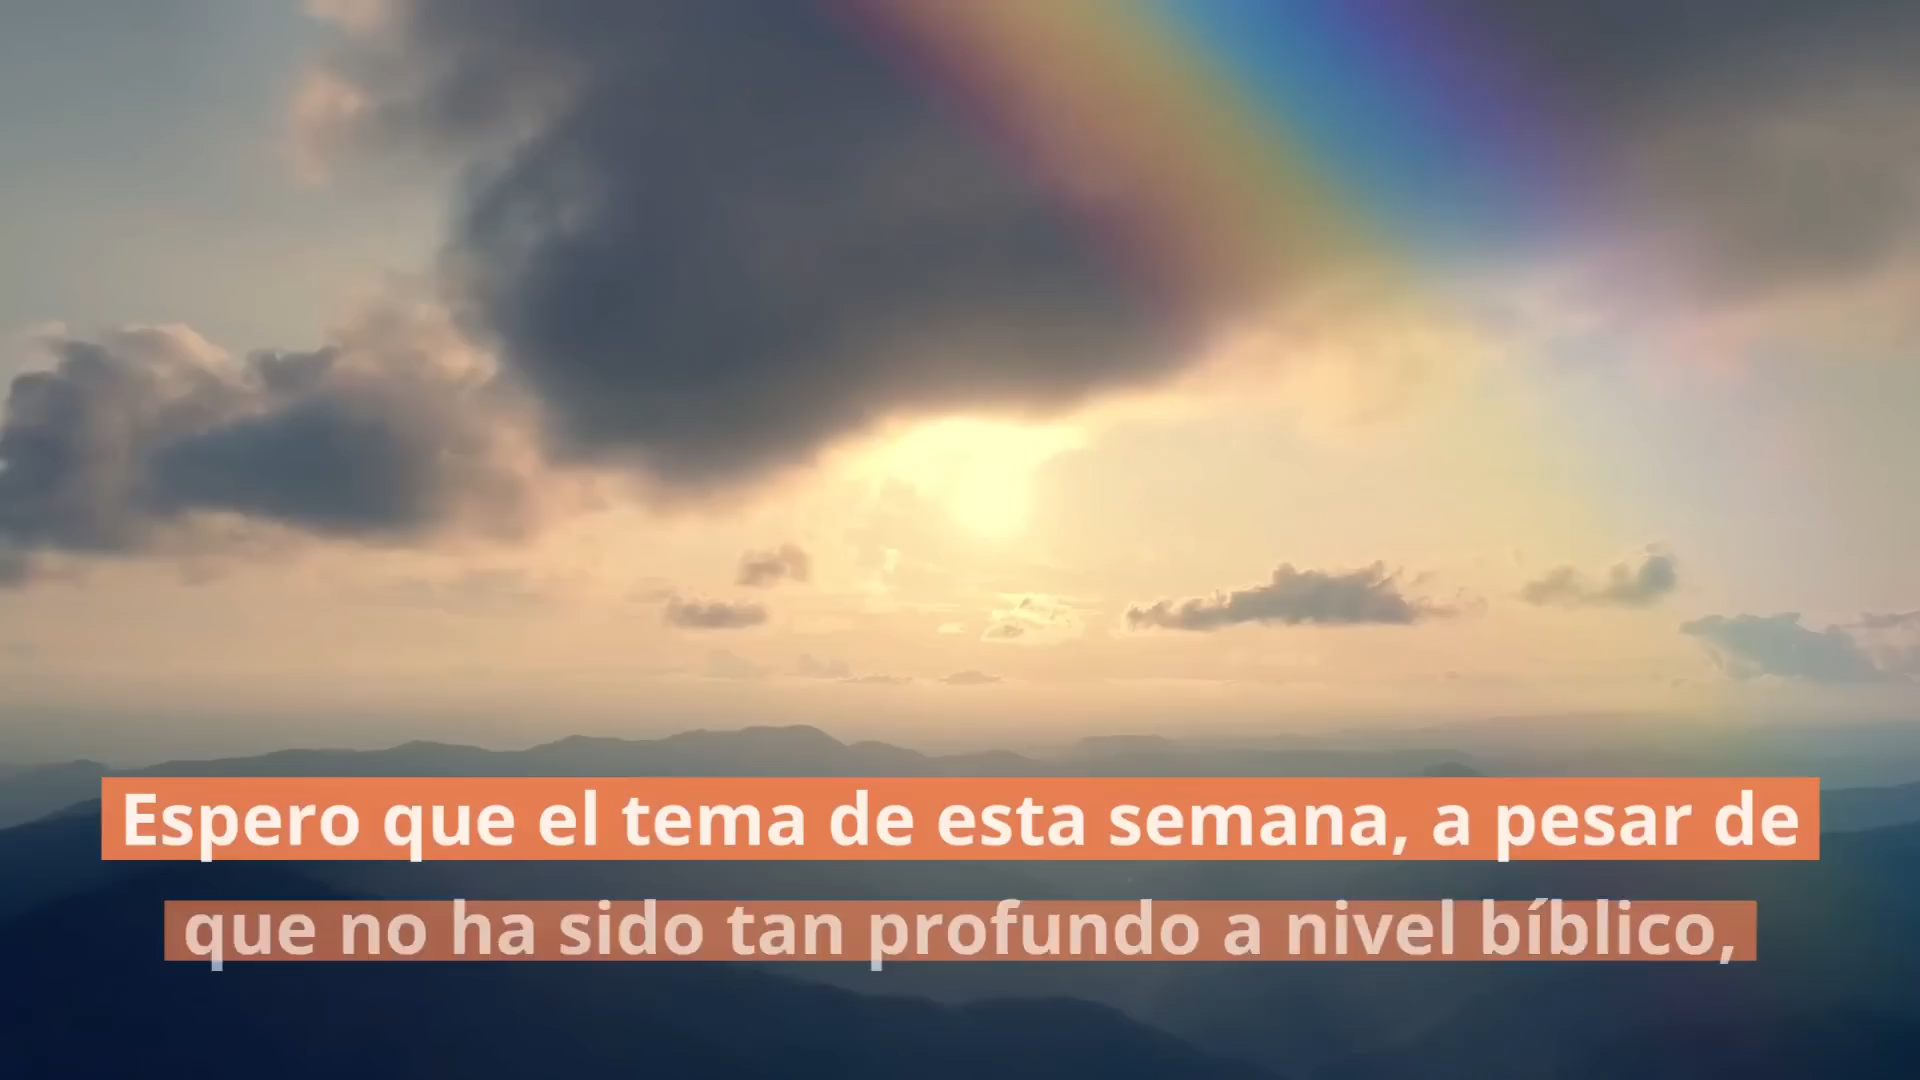 Espero que el tema de esta semana, a pesar de
que no ha sido tan profundo a nivel bíblico,